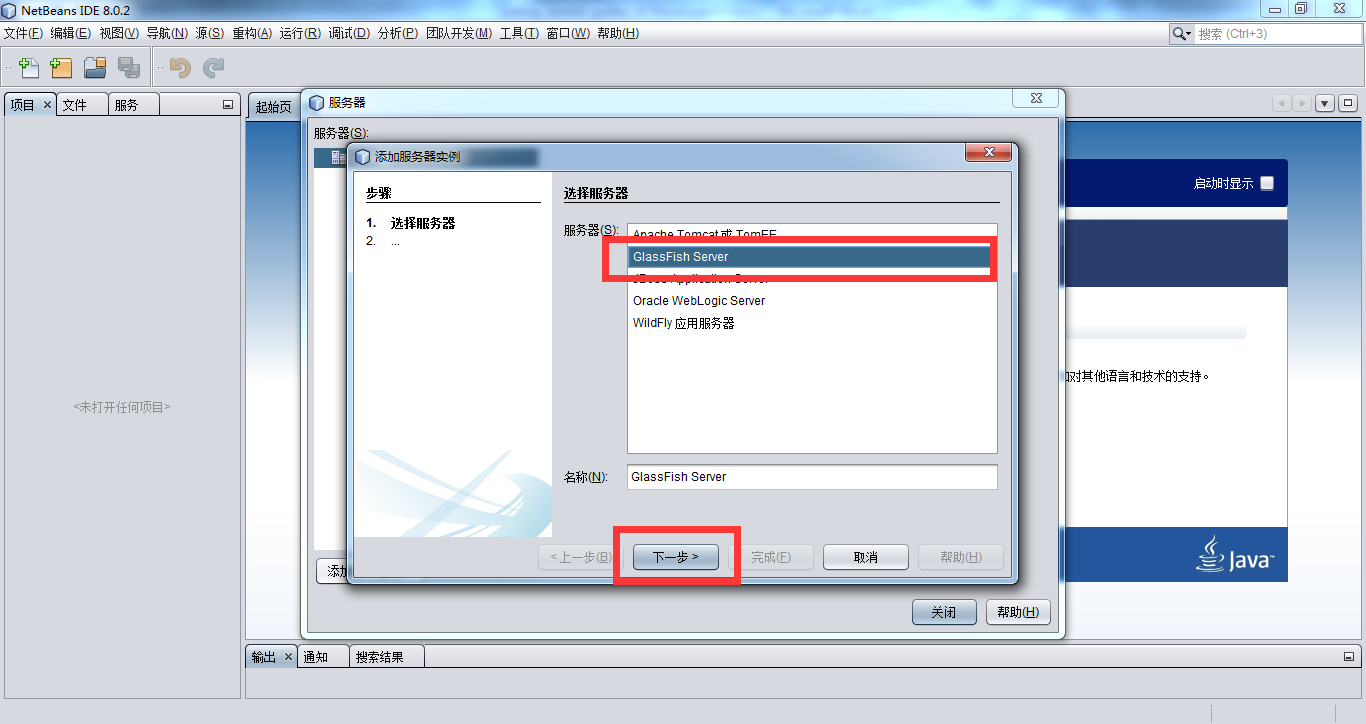 NetBeans IDE 8.0.2
文件(F) 编辑(E) 视图(V) 导航(N) 源(S) 重构(A) 运行(R) 调试(D) 分析(P) 团队开发(M) 工具(T) 窗口(W) 帮助(H)
搜索 (Ctrl+3)
项目 文件 服务
起始页
服务器
服务器(S):
添加服务器实例
步骤
1. 选择服务器
2. ...
选择服务器
服务器(S):
Apache Tomcat 或 TomEE
GlassFish Server
JBoss Application Server
Oracle WebLogic Server
WildFly 应用服务器
名称(N):
GlassFish Server
< 上一步(B)
下一步 >
完成(F)
取消
帮助(H)
添加
关闭
帮助(H)
启动时显示
对其他语言和技术的支持。
Java™
<未打开任何项目>
输出 通知 搜索结果